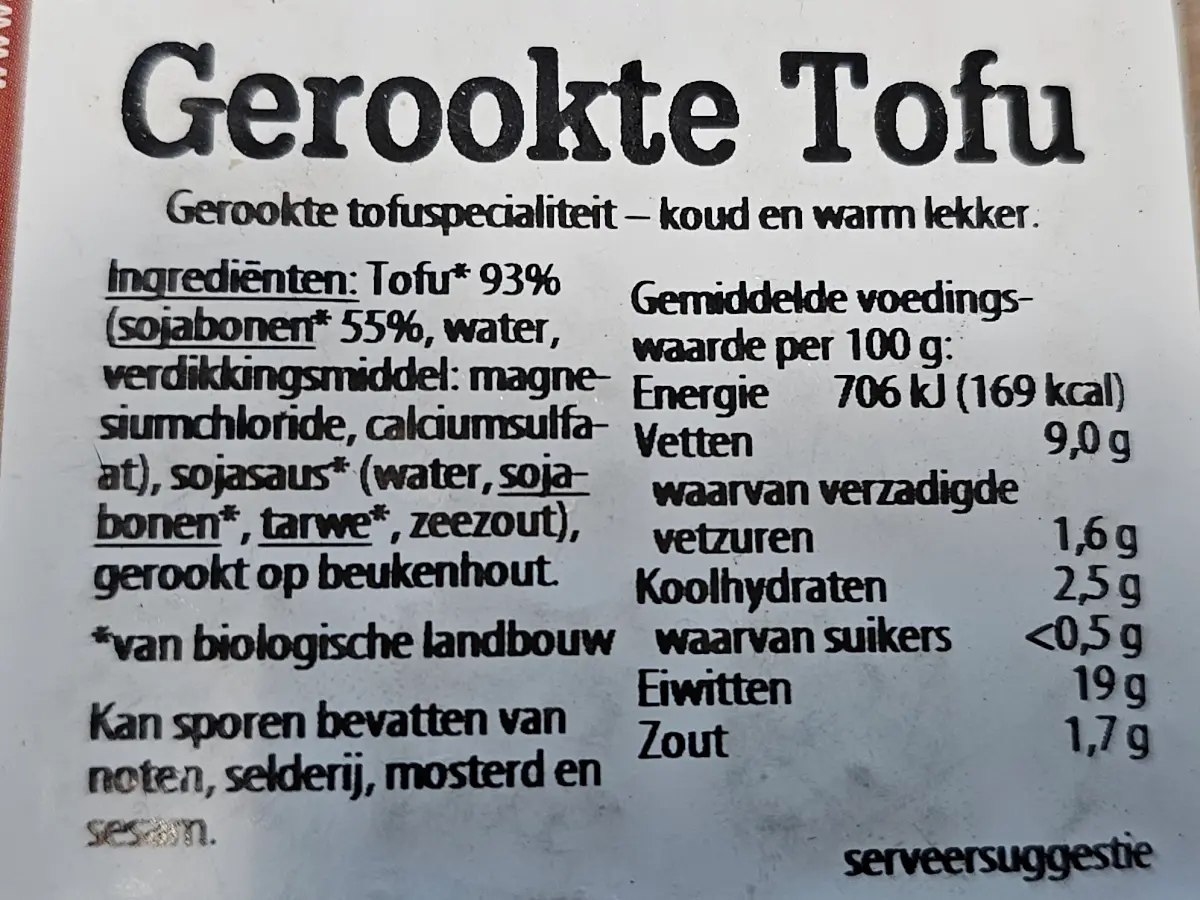 Gerookte Tofu
Gerookte tofuspecialiteit – koud en warm lekker.
Ingrediënten: Tofu* 93%
(sojabonen* 55%, water,
verdikkingsmiddel: magne-
siumchloride, calciumsulfa-
at), sojasaus* (water, soja-
bonen*, tarwe*, zeezout),
gerookt op beukenhout.
*van biologische landbouw
Kan sporen bevatten van
noten, selderij, mosterd en
sesam.
Gemiddelde voedings-
waarde per 100 g:
Energie 706 kJ (169 kcal)
Vetten 9,0 g
waarvan verzadigde
vetzuren 1,6 g
Koolhydraten 2,5 g
waarvan suikers <0,5 g
Eiwitten 19 g
Zout 1,7 g
serveersuggestie